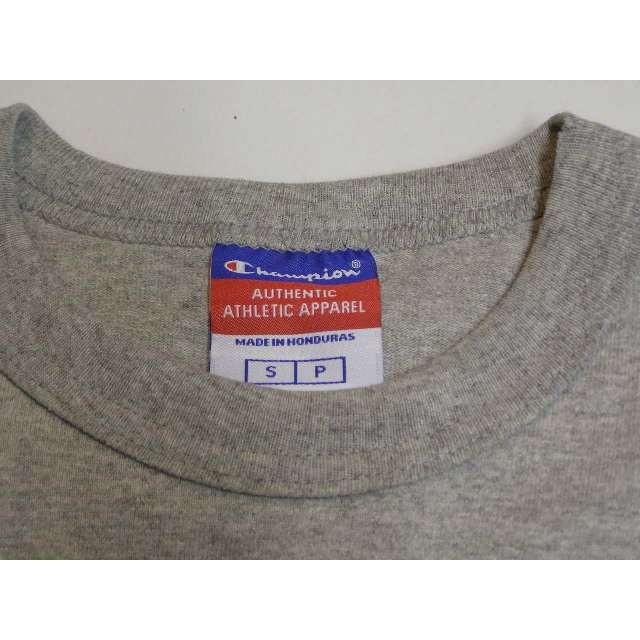 Champion®
AUTHENTIC
ATHLETIC APPAREL
MADE IN HONDURAS
S P